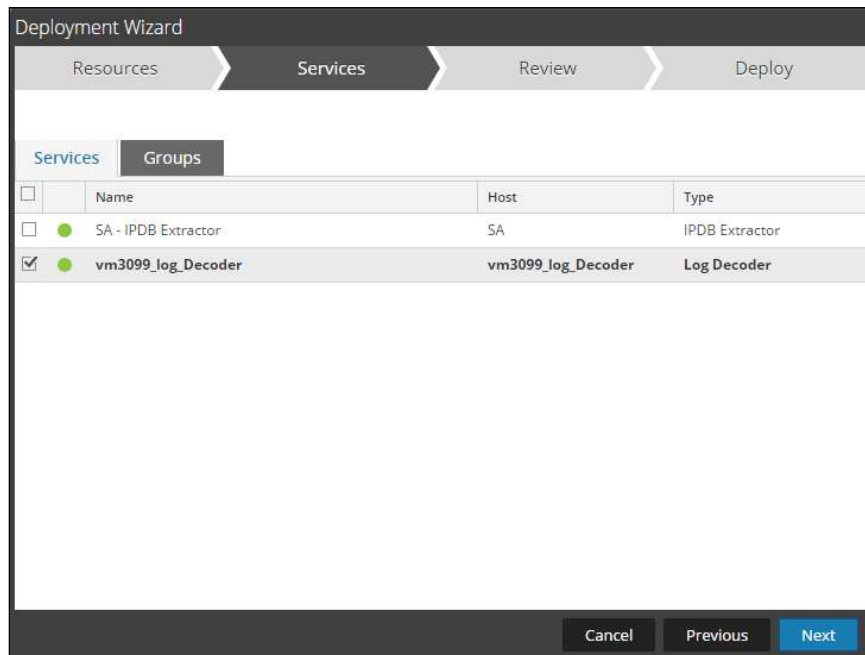 Deployment Wizard
Resources Services Review Deploy
Services Groups
Name Host Type
SA - IPDB Extractor SA IPDB Extractor
vm3099_log_Decoder vm3099_log_Decoder Log Decoder
Cancel Previous Next